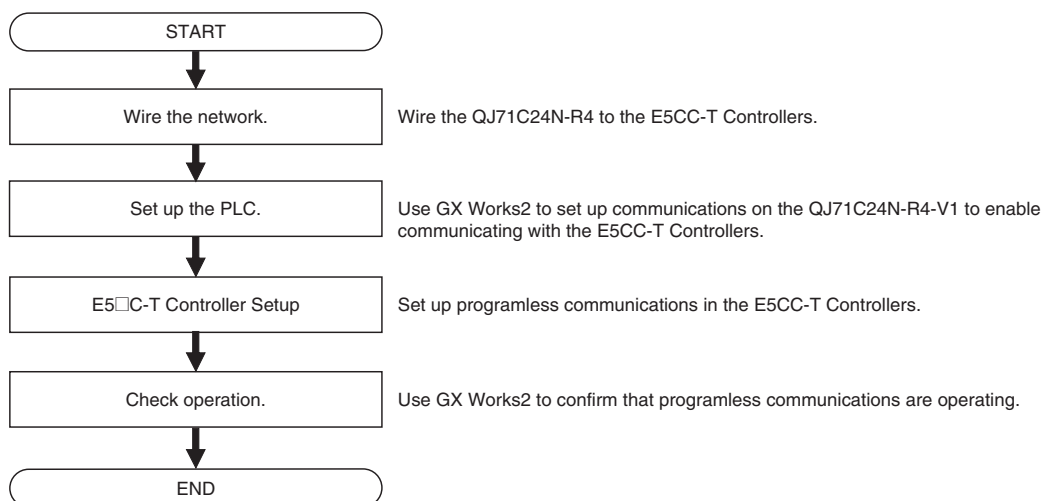 START
Wire the network.
Wire the QJ71C24N-R4 to the E5CC-T Controllers.
Set up the PLC.
Use GX Works2 to set up communications on the QJ71C24N-R4-V1 to enable
communicating with the E5CC-T Controllers.
E5□C-T Controller Setup
Set up programless communications in the E5CC-T Controllers.
Check operation.
Use GX Works2 to confirm that programless communications are operating.
END